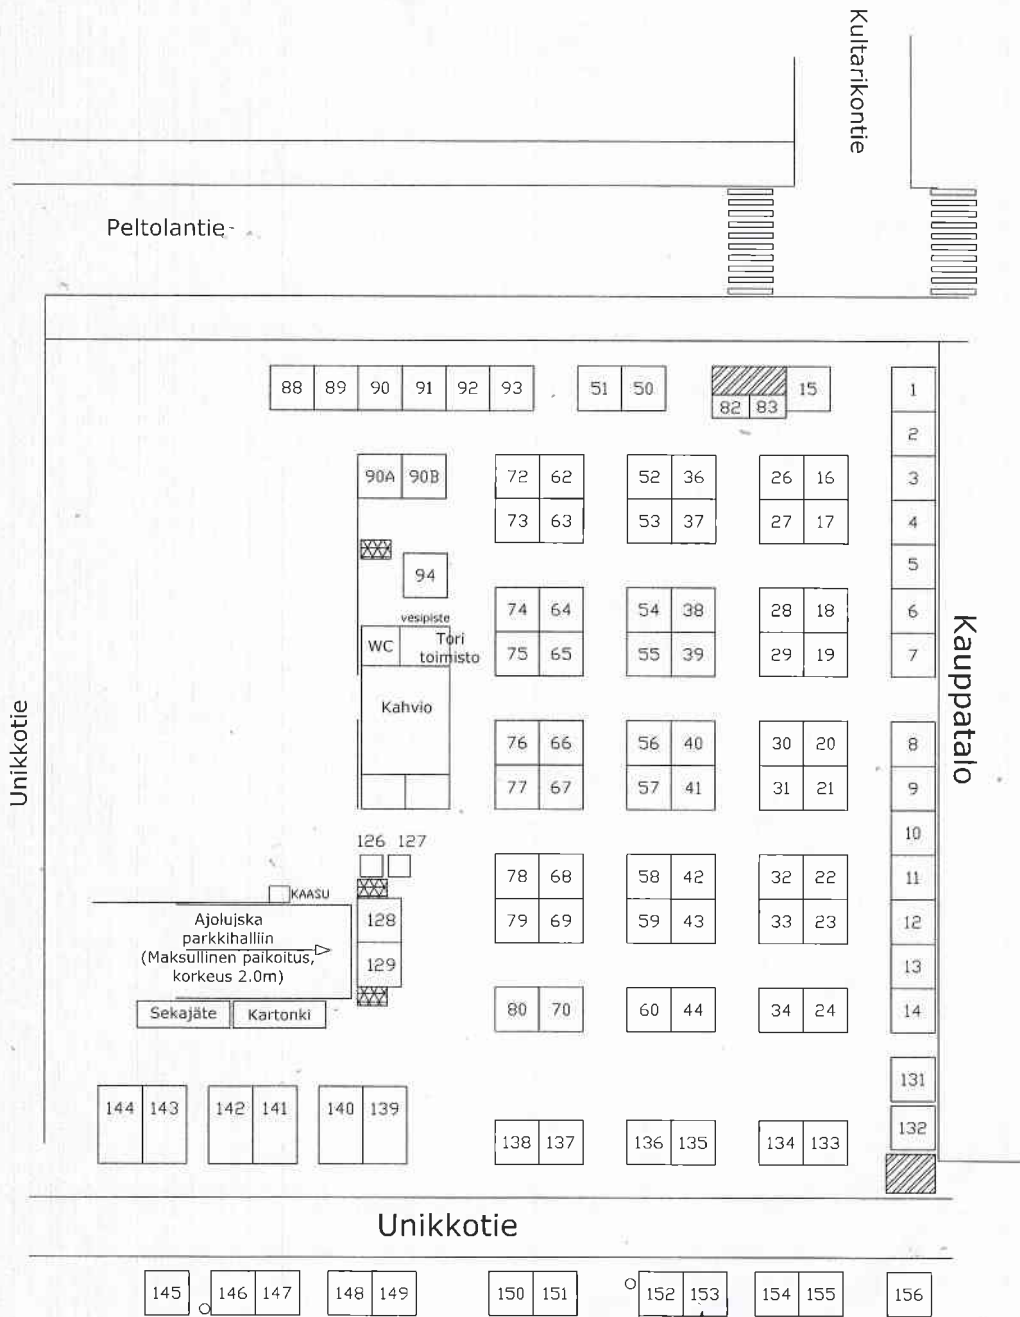 Kultarikontie
Peltolantie
88 89 90 91 92 93 51 50 15 1
82 83
2
90A 90B 72 62 52 36 26 16 3
73 63 53 37 27 17 4
94 5
74 64 54 38 28 18 6
vesipiste
WC Tori
toimisto
75 65 55 39 29 19 7
Kauppatalo
Kahvio
Unikkotie
76 66 56 40 30 20 8
77 67 57 41 31 21 9
10
126 127
78 68 58 42 32 22 11
KAASU
Ajoluiska
parkkihalliin
(Maksullinen paikoitus,
korkeus 2.0m)
128
79 69 59 43 33 23 12
129
13
Sekajäte Kartonki
80 70 60 44 34 24 14
131
144 143 142 141 140 139
132
138 137 136 135 134 133
Unikkotie
145 146 147 148 149 150 151 152 153 154 155 156